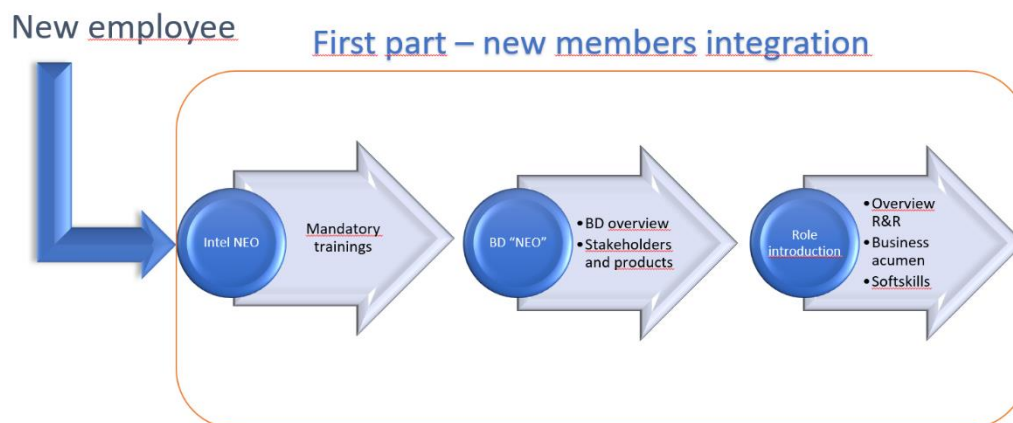 New employee
First part – new members integration
Intel NEO
Mandatory
trainings
BD “NEO”
•BD overview
•Stakeholders
and products
Role
introduction
•Overview
R&R
•Business
acumen
•Softskills